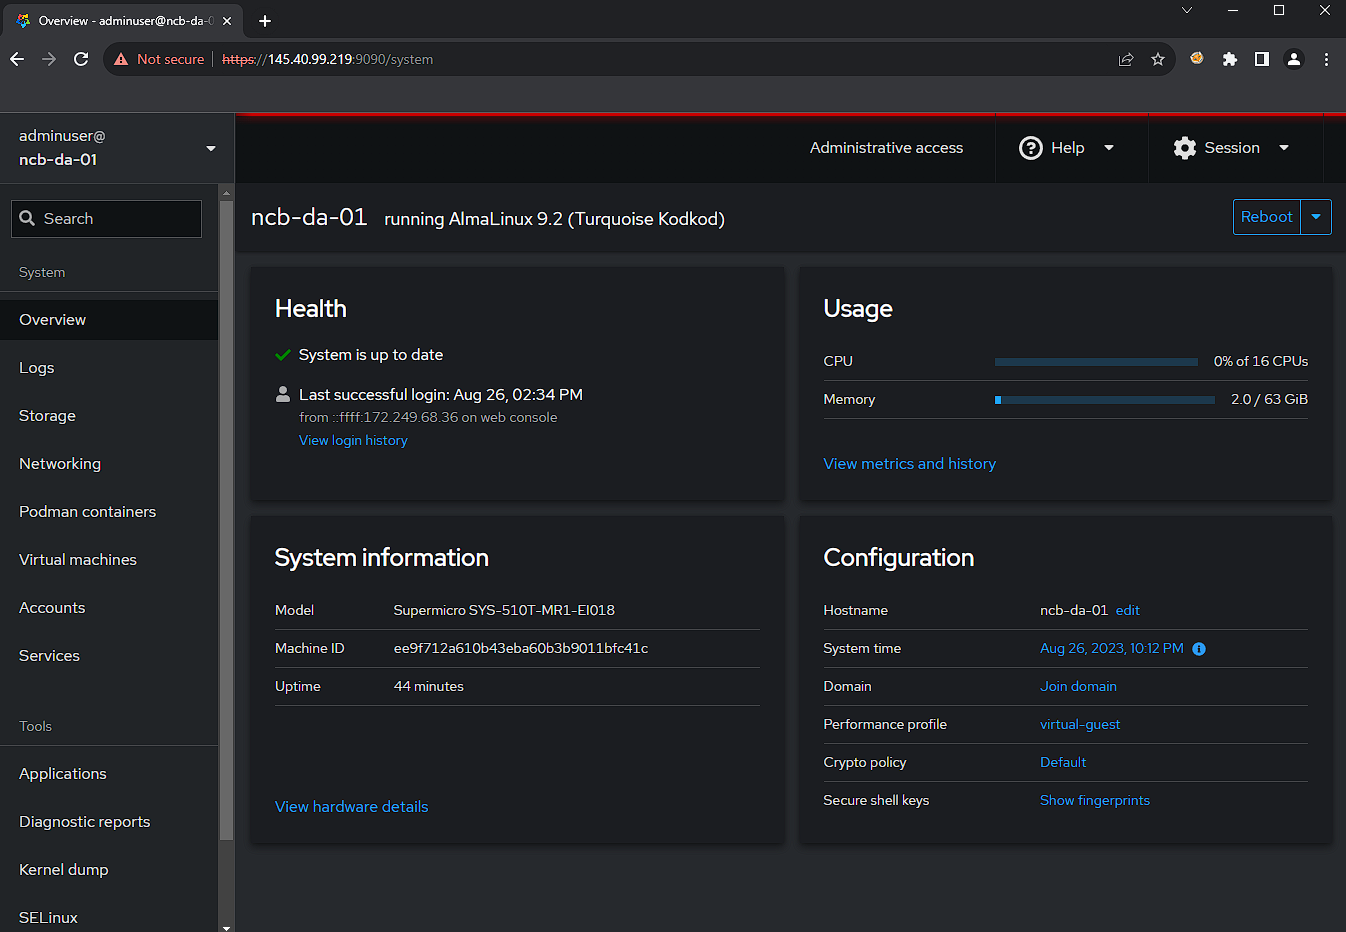 Overview - adminuser@ncb-da-0
Not secure
https://145.40.99.219:9090/system
adminuser@
ncb-da-01
Administrative access
Help
Session
Search
ncb-da-01 running AlmaLinux 9.2 (Turquoise Kodkod)
Reboot
System
Overview
Logs
Storage
Networking
Podman containers
Virtual machines
Accounts
Services
Tools
Applications
Diagnostic reports
Kernel dump
SELinux
Health
System is up to date
Last successful login: Aug 26, 02:34 PM
from ::ffff:172.249.68.36 on web console
View login history
Usage
CPU 0% of 16 CPUs
Memory 2.0 / 63 GiB
View metrics and history
System information
Model Supermicro SYS-510T-MR1-EI018
Machine ID ee9f712a610b43eba60b3b9011bfc41c
Uptime 44 minutes
View hardware details
Configuration
Hostname ncb-da-01 edit
System time Aug 26, 2023, 10:12 PM
Domain Join domain
Performance profile virtual-guest
Crypto policy Default
Secure shell keys Show fingerprints